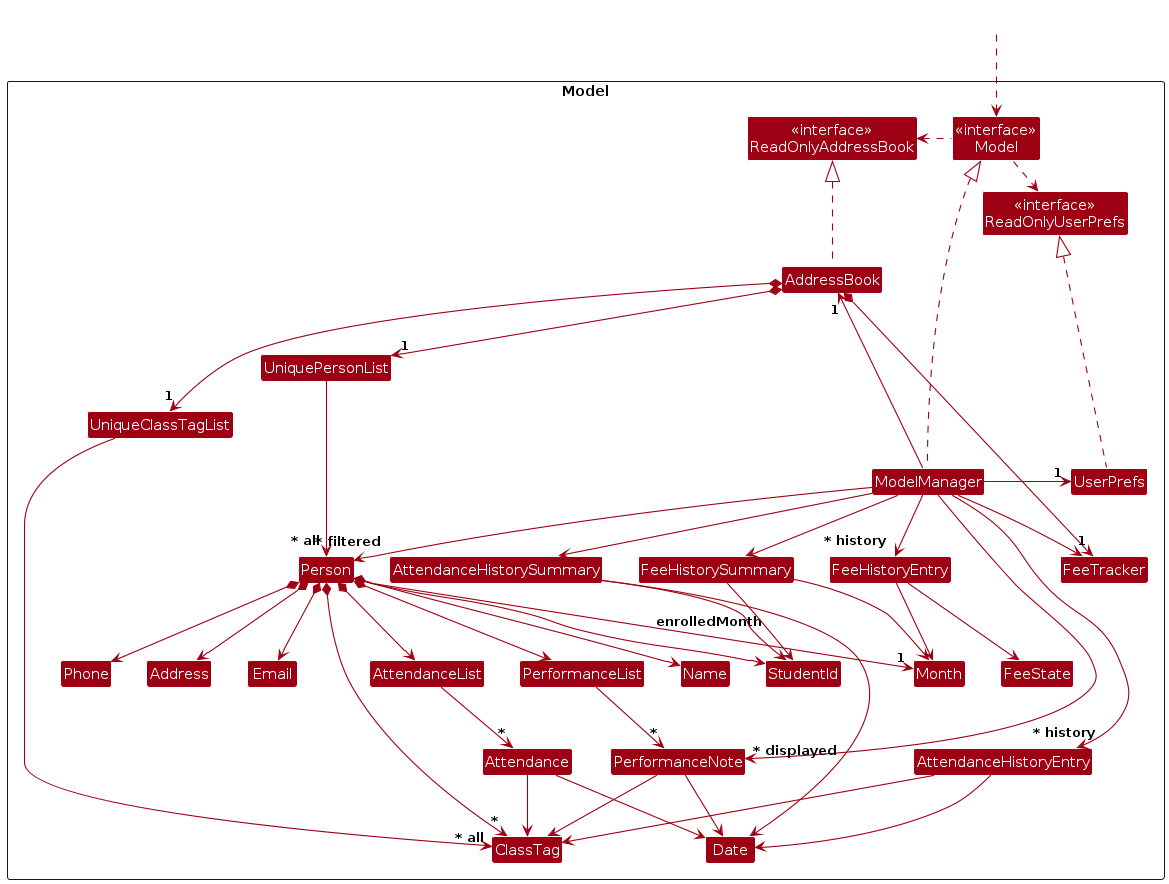 Model
«interface»
ReadOnlyAddressBook
«interface»
Model
«interface»
ReadOnlyUserPrefs
AddressBook
1
1
UniquePersonList
1
UniqueClassTagList
ModelManager
1
UserPrefs
* all
* filtered
* history
1
Person
AttendanceHistorySummary
FeeHistorySummary
FeeHistoryEntry
FeeTracker
enrolledMonth
1
Phone
Address
Email
AttendanceList
PerformanceList
Name
StudentId
Month
FeeState
*
*
* history
* displayed
Attendance
PerformanceNote
AttendanceHistoryEntry
*
* all
ClassTag
Date